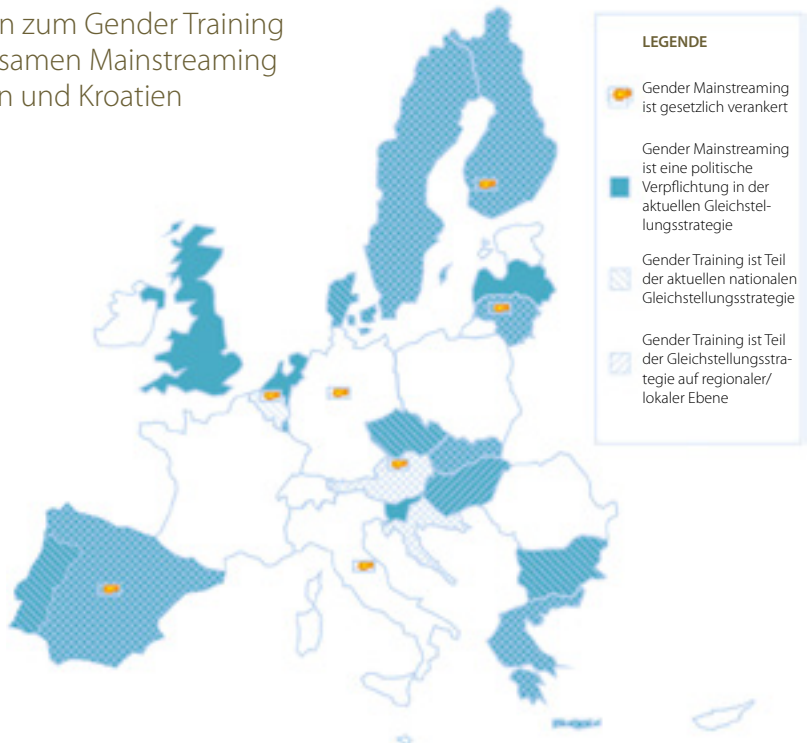 n zum Gender Training
samen Mainstreaming
n und Kroatien
LEGENDE
Gender Mainstreaming
ist gesetzlich verankert
Gender Mainstreaming
ist eine politische
Verpflichtung in der
aktuellen Gleichstel-
lungsstrategie
Gender Training ist Teil
der aktuellen nationalen
Gleichstellungsstrategie
Gender Training ist Teil
der Gleichstellungsstra-
tegie auf regionaler/
lokaler Ebene